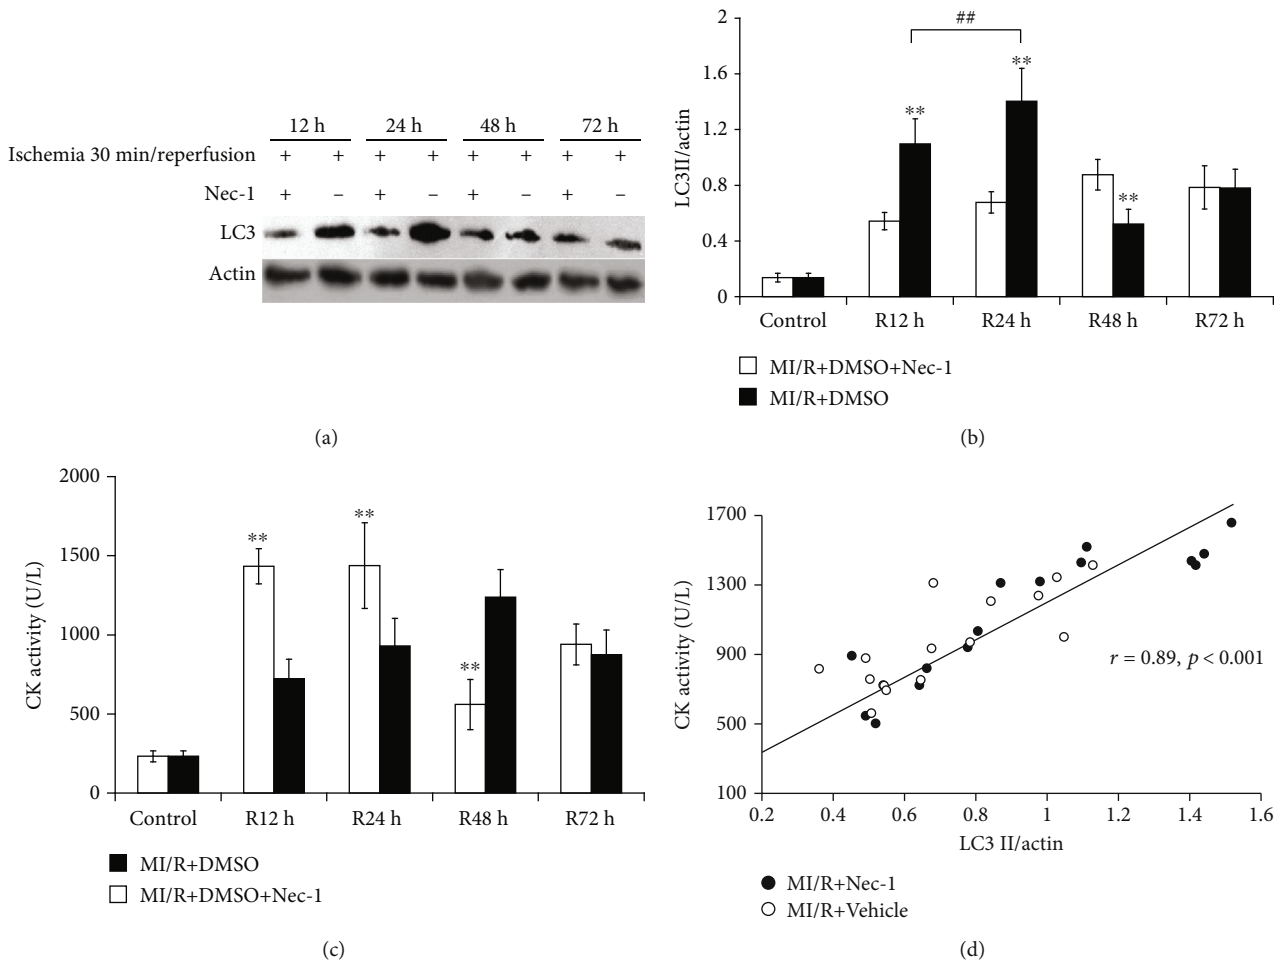 12 h 24 h 48 h 72 h
Ischemia 30 min/reperfusion + + + + + + + +
Nec-1 + – + – + – + –
LC3
Actin
(a)
##
2
1.6
1.2
0.8
0.4
0
LC3II/actin
** ** **
Control R12 h R24 h R48 h R72 h
MI/R+DMSO+Nec-1
MI/R+DMSO
(b)
2000
1500
1000
500
0
CK activity (U/L)
** ** **
Control R12 h R24 h R48 h R72 h
MI/R+DMSO
MI/R+DMSO+Nec-1
(c)
1700
1300
900
500
100
CK activity (U/L)
r = 0.89, p < 0.001
0.2 0.4 0.6 0.8 1 1.2 1.4 1.6
LC3 II/actin
MI/R+Nec-1
MI/R+Vehicle
(d)